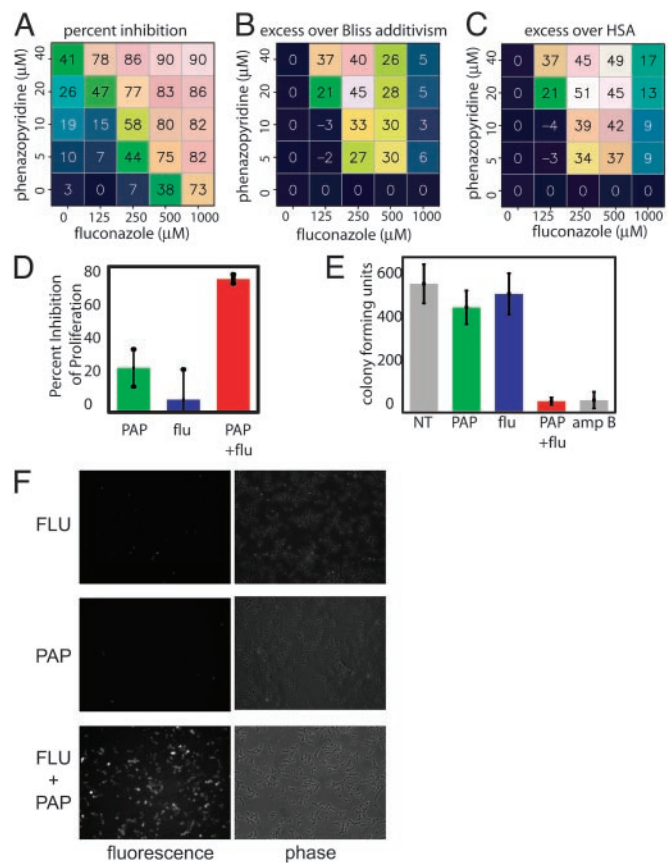 A
percent inhibition
phenazopyridine (μM)
40 41 78 86 90 90
20 26 47 77 83 86
10 19 15 58 80 82
5 10 7 44 75 82
0 3 0 7 38 73
0 125 250 500 1000
fluconazole (μM)
B
excess over Bliss additivism
phenazopyridine (μM)
40 0 37 40 26 5
20 0 21 45 28 5
10 0 −3 33 30 3
5 0 −2 27 30 6
0 0 0 0 0 0
0 125 250 500 1000
fluconazole (μM)
C
excess over HSA
phenazopyridine (μM)
40 0 37 45 49 17
20 0 21 51 45 13
10 0 −4 39 42 9
5 0 −3 34 37 9
0 0 0 0 0 0
0 125 250 500 1000
fluconazole (μM)
D
Percent Inhibition
of Proliferation
80
60
40
20
0
PAP flu PAP
+flu
E
colony forming units
600
400
200
0
NT PAP flu PAP amp B
+flu
F
FLU
PAP
FLU
+
PAP
fluorescence phase